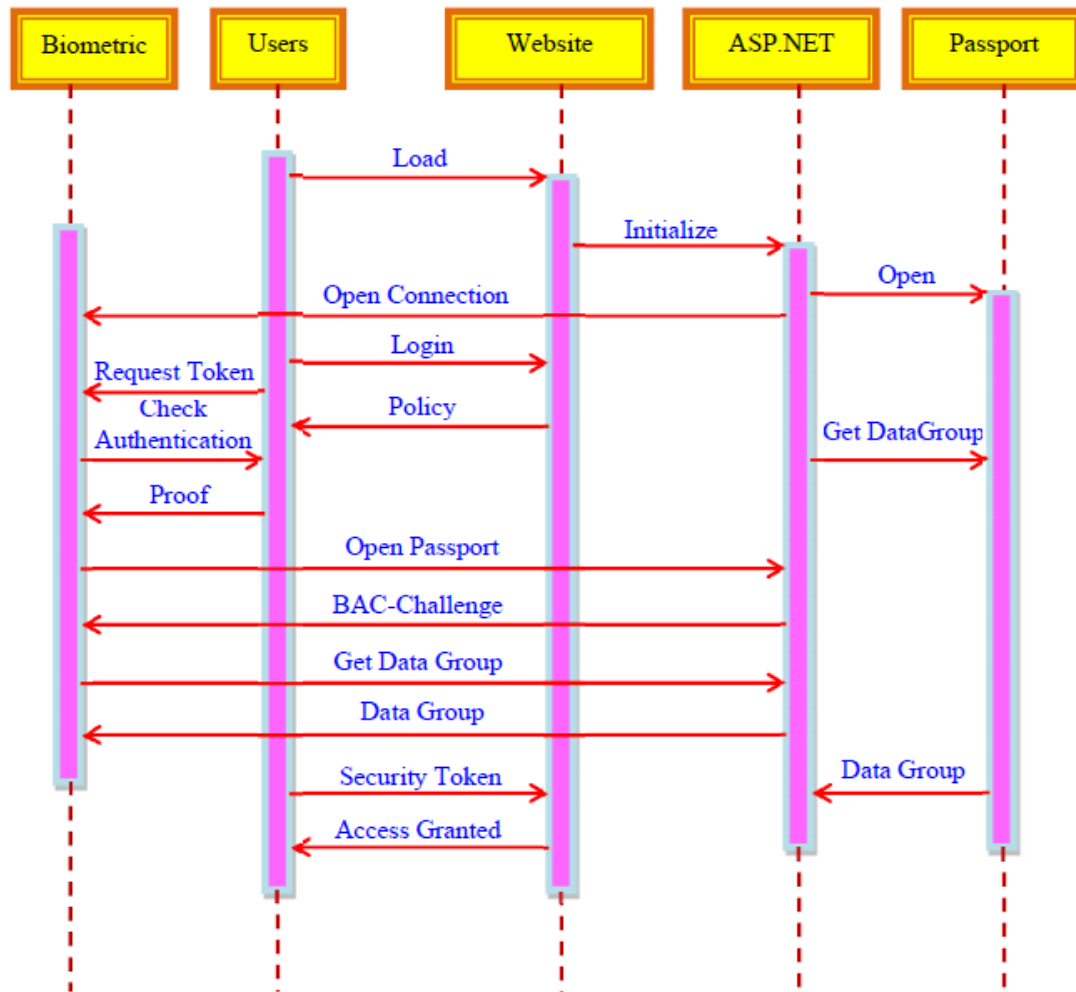 Biometric
Users
Website
ASP.NET
Passport
Load
Initialize
Open
Open Connection
Login
Request Token
Policy
Check
Authentication
Get DataGroup
Proof
Open Passport
BAC-Challenge
Get Data Group
Data Group
Security Token
Data Group
Access Granted